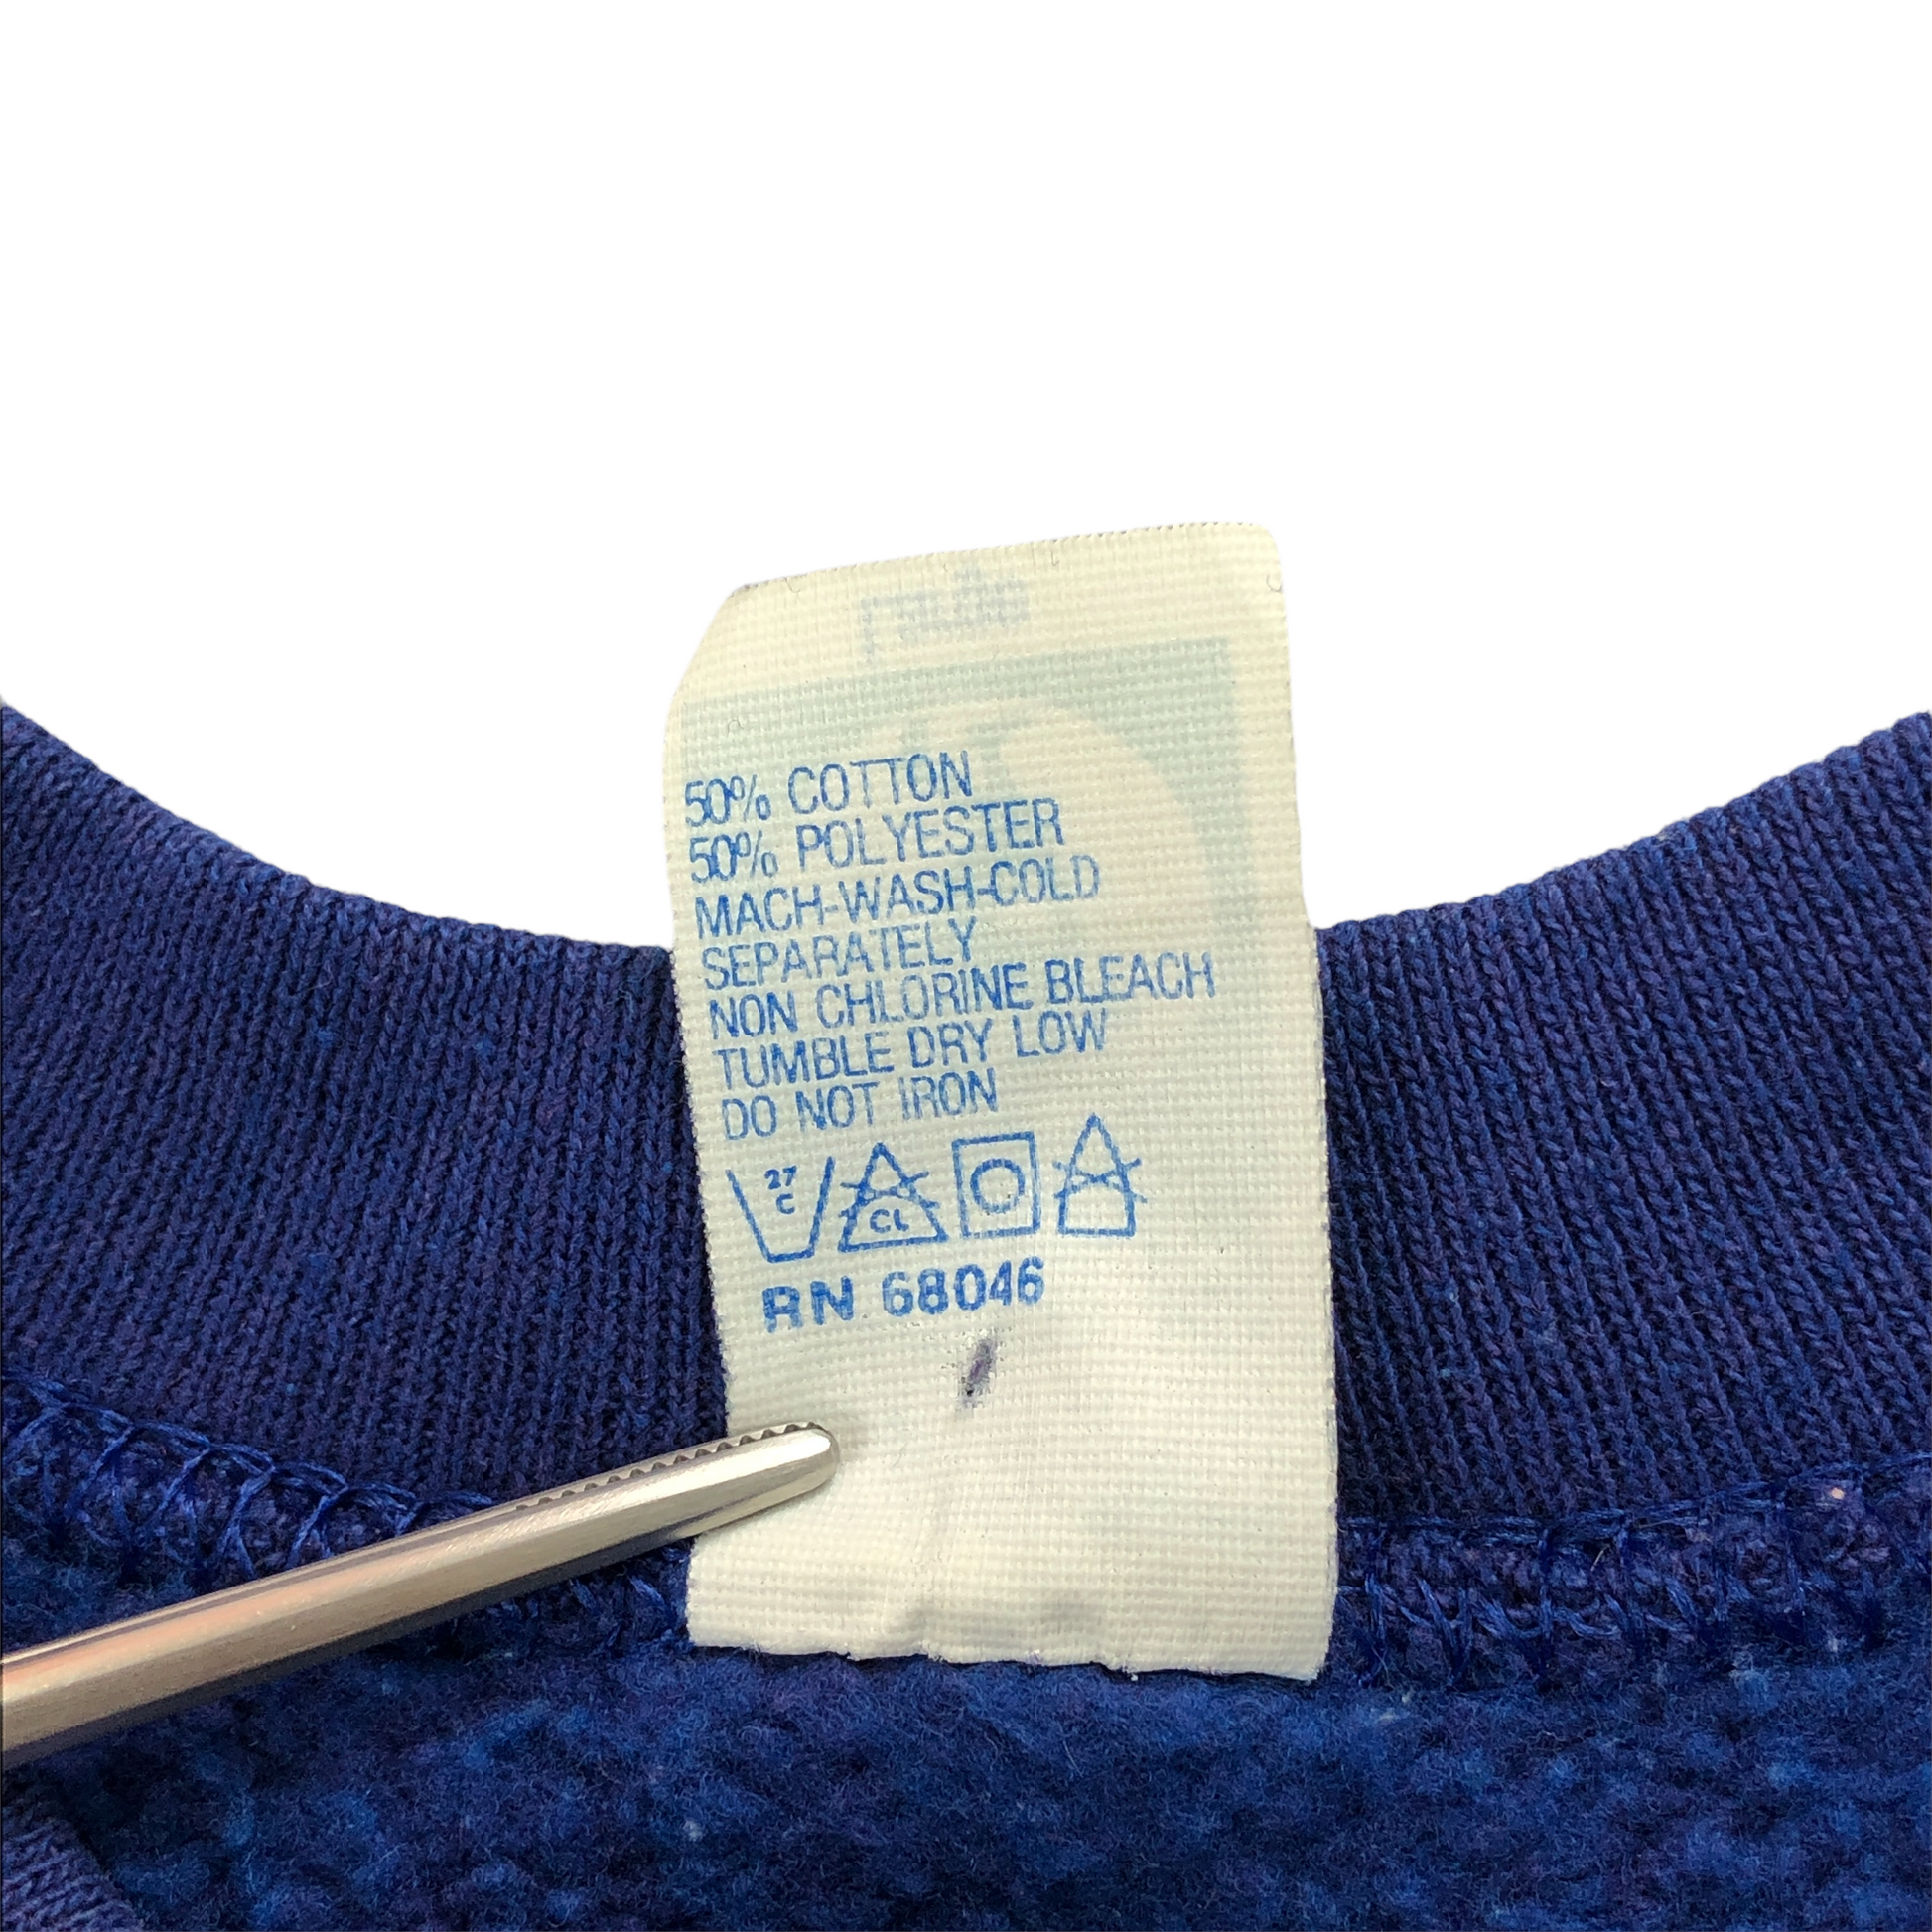 50% COTTON
50% POLYESTER
MACH-WASH-COLD
SEPARATELY
NON CHLORINE BLEACH
TUMBLE DRY LOW
DO NOT IRON
27
C
CL
RN 68046